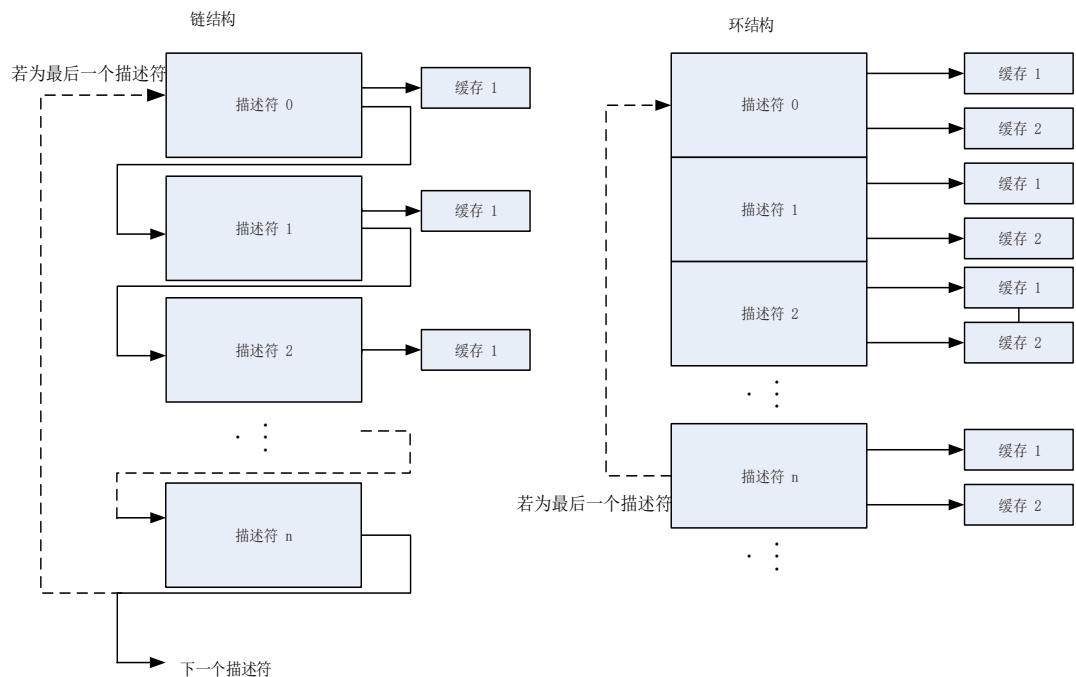 链结构
若为最后一个描述符
描述符 0
缓存 1
描述符 1
缓存 1
描述符 2
缓存 1
描述符 n
下一个描述符
环结构
描述符 0
缓存 1
缓存 2
描述符 1
缓存 1
缓存 2
描述符 2
缓存 1
缓存 2
描述符 n
缓存 1
缓存 2
若为最后一个描述符